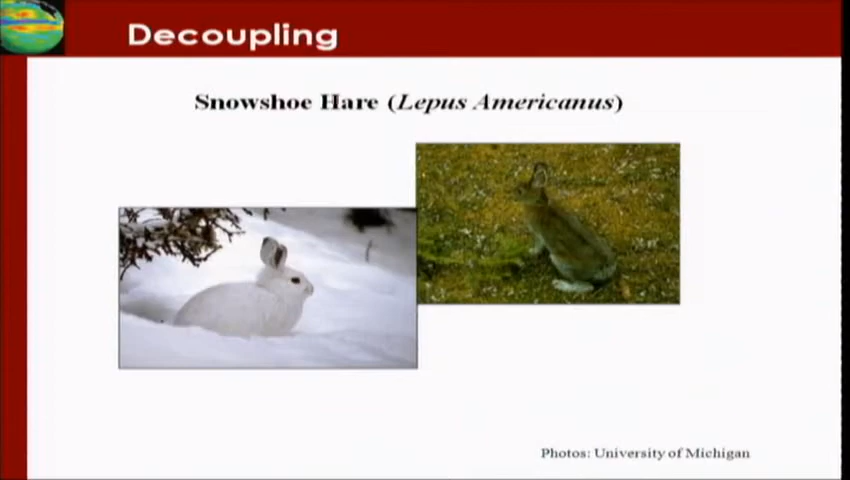 Decoupling
Snowshoe Hare (Lepus Americanus)
Photos: University of Michigan